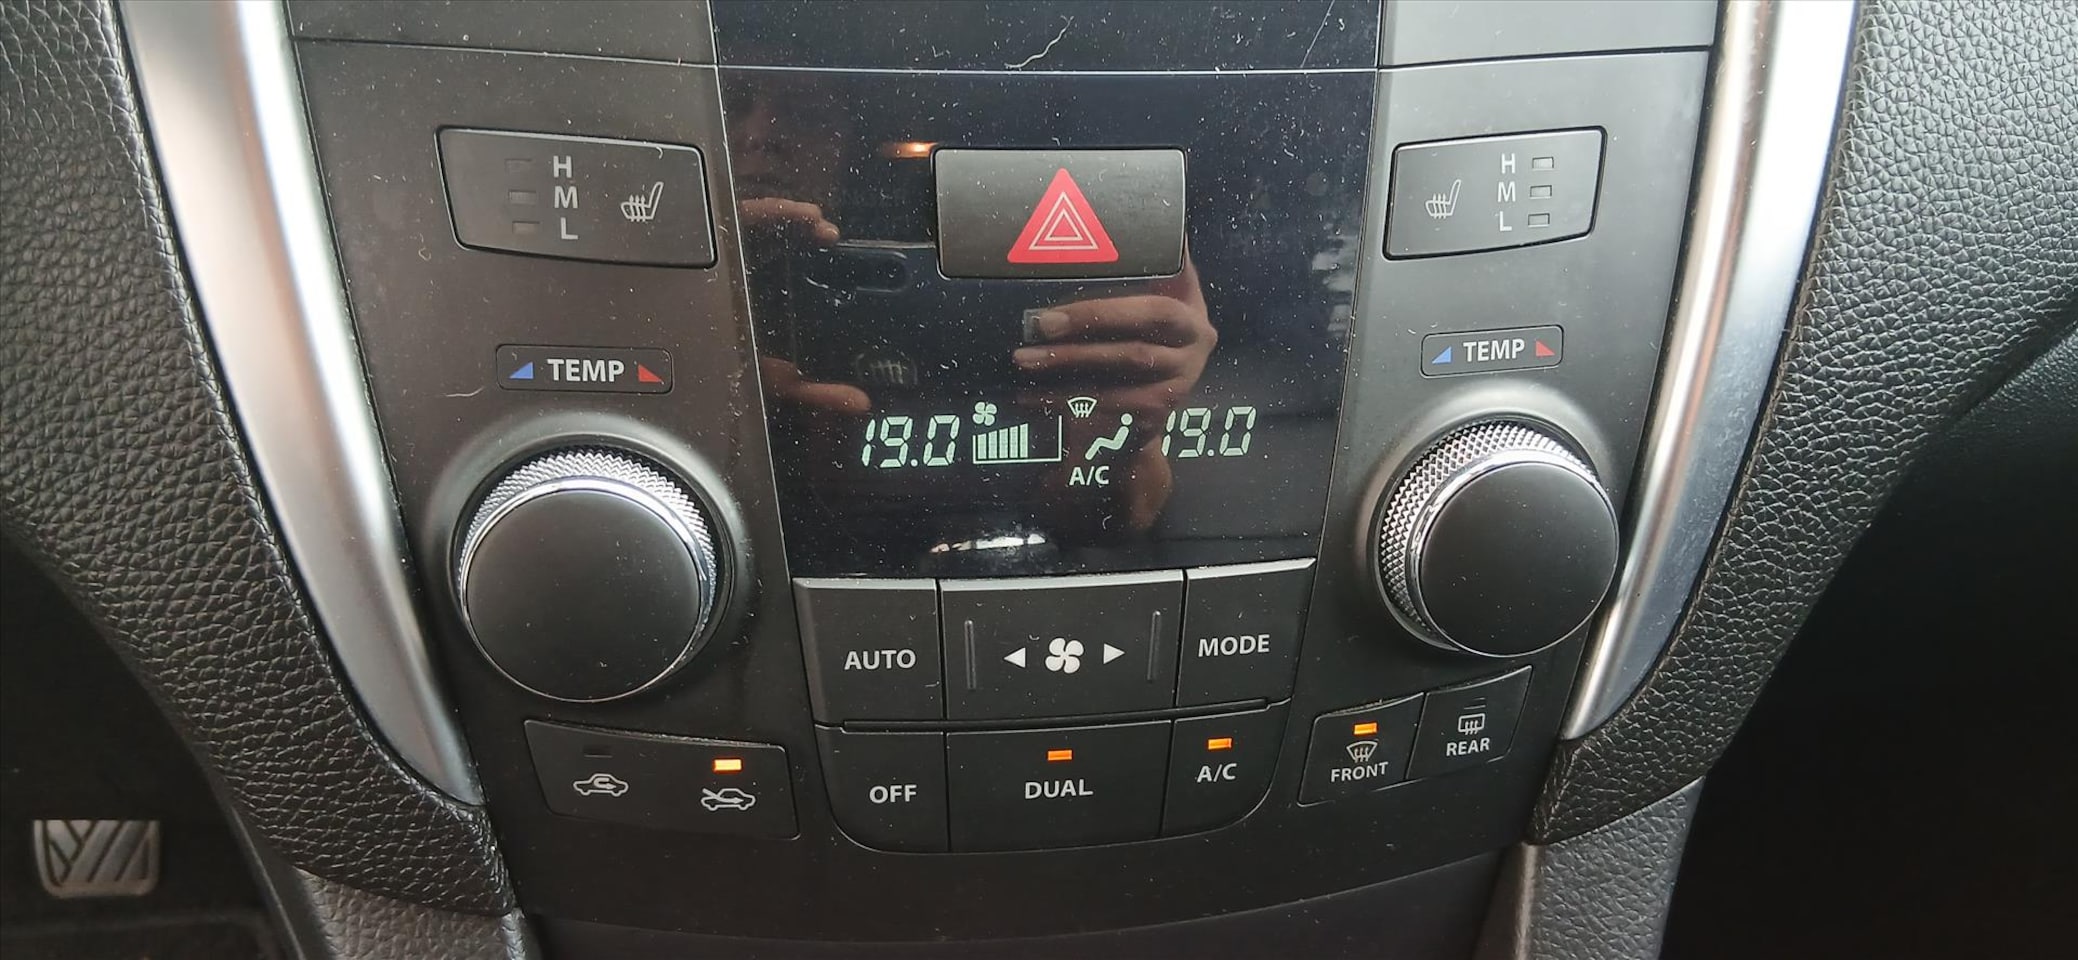 H
M
L
H
M
L
TEMP
TEMP
19.0
19.0
A/C
AUTO
MODE
OFF
DUAL
A/C
FRONT
REAR